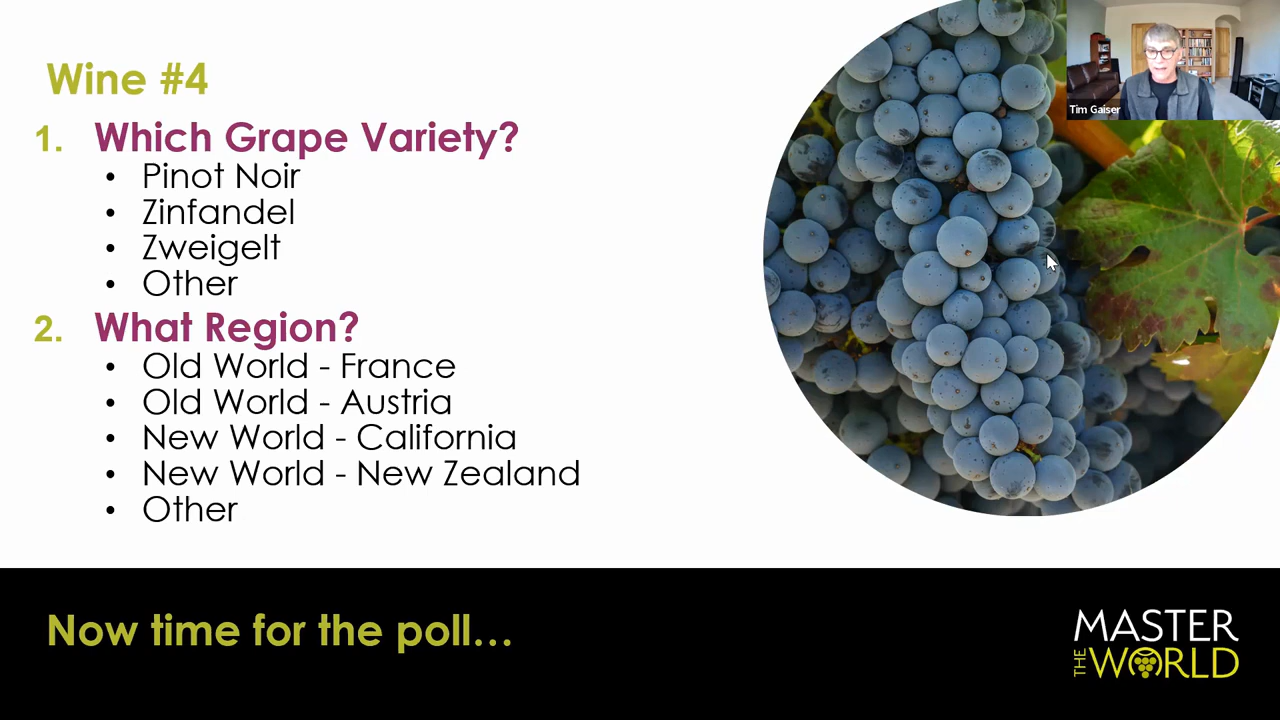 Wine #4
1. Which Grape Variety?
• Pinot Noir
• Zinfandel
• Zweigelt
• Other
2. What Region?
• Old World - France
• Old World - Austria
• New World - California
• New World - New Zealand
• Other
Tim Gaiser
Now time for the poll...
MASTER
THE WORLD